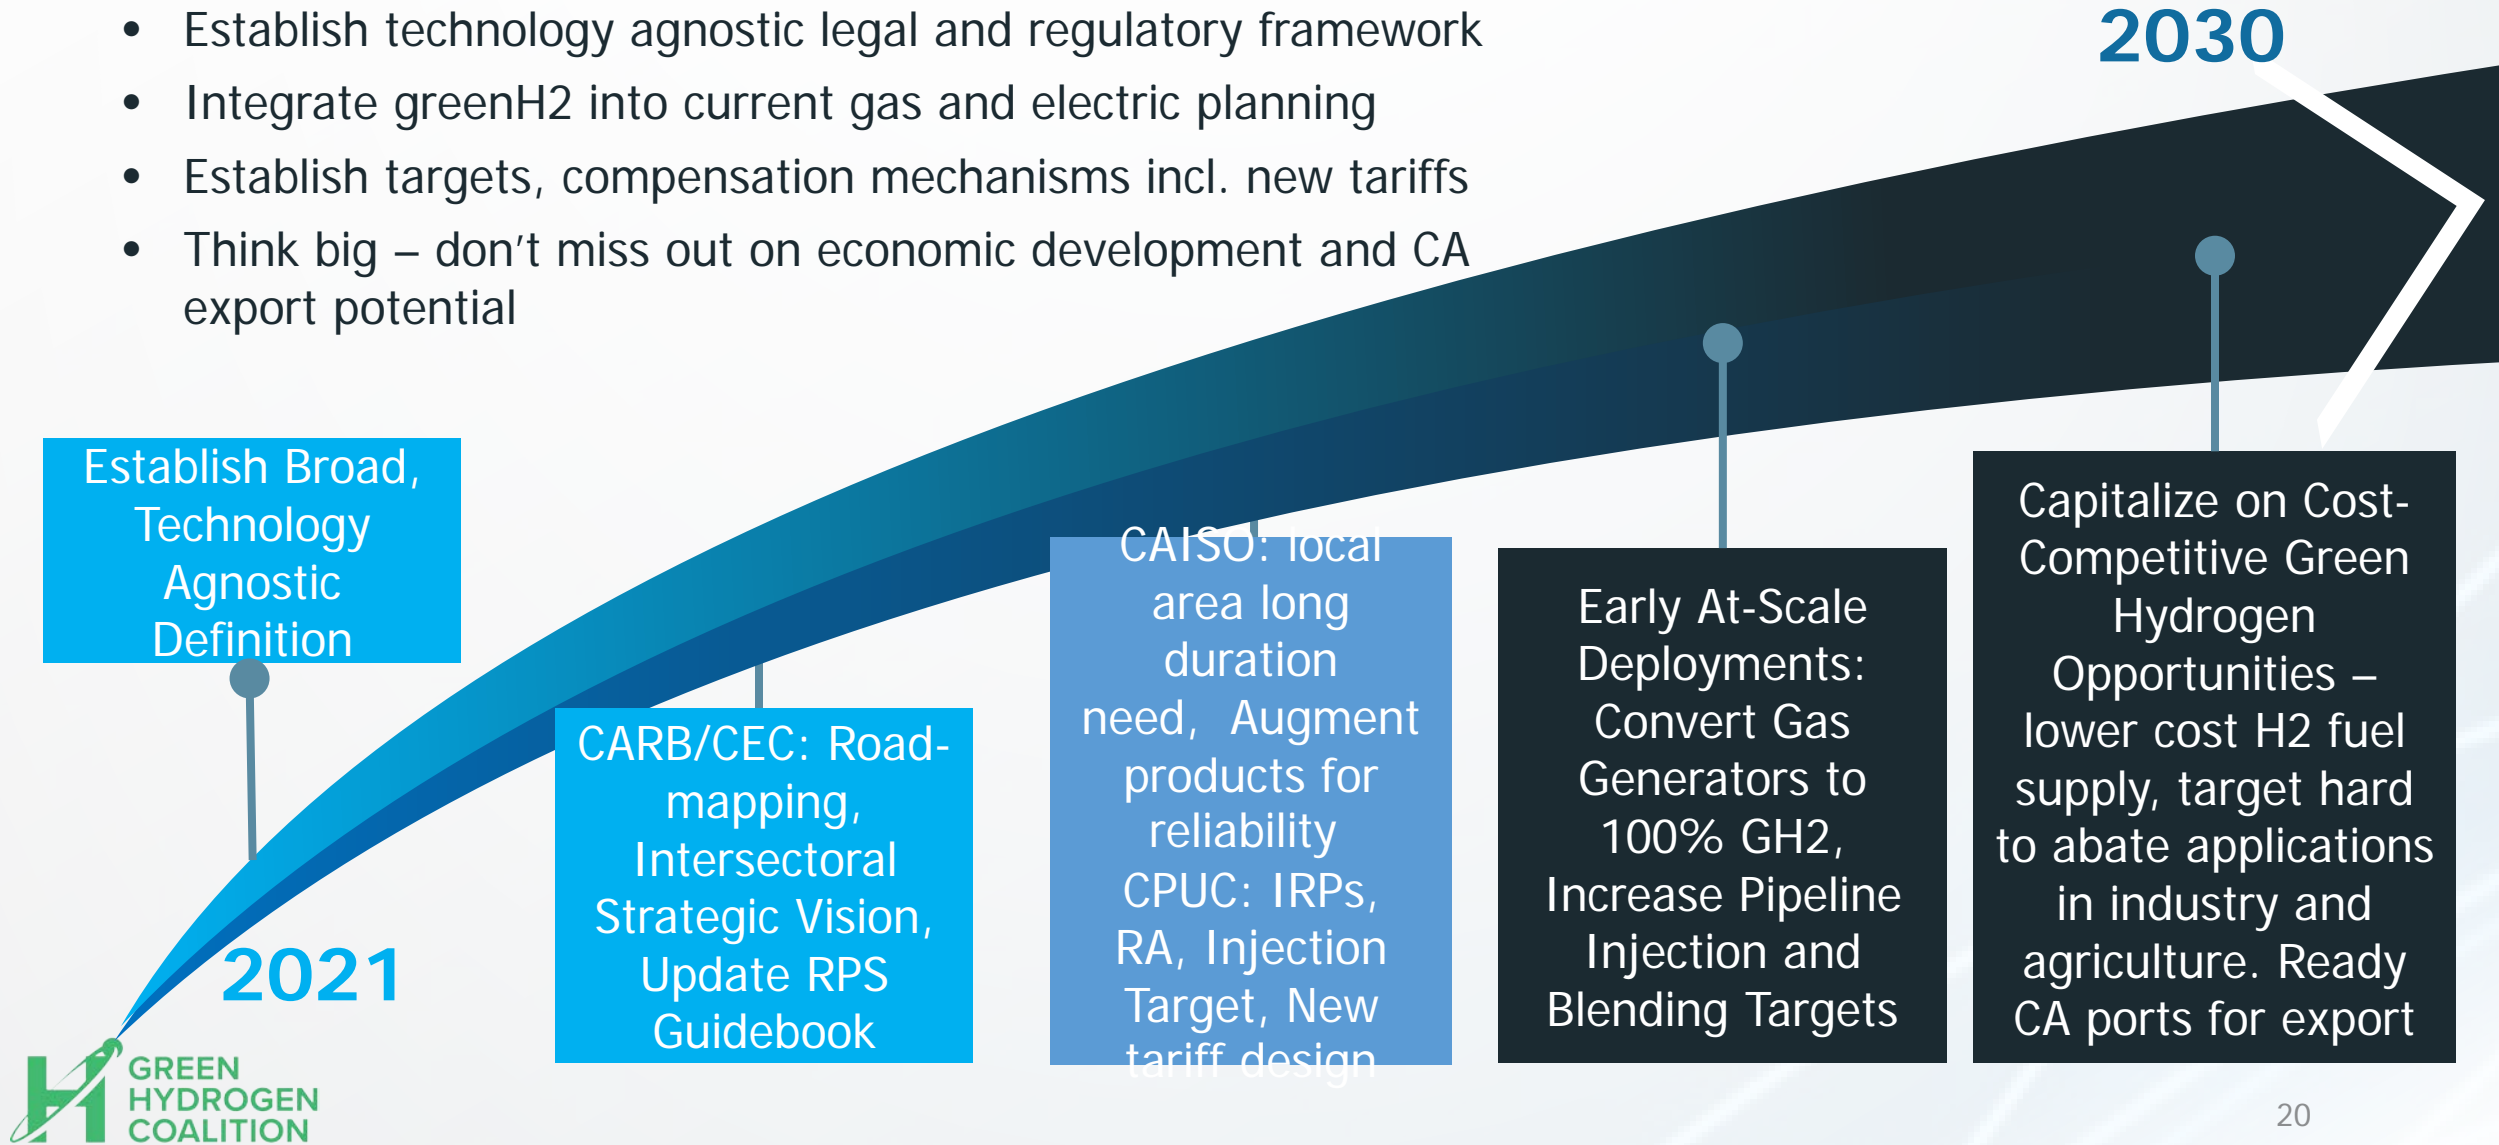 • Establish technology agnostic legal and regulatory framework
• Integrate greenH2 into current gas and electric planning
• Establish targets, compensation mechanisms incl. new tariffs
• Think big – don't miss out on economic development and CA
export potential
2030
Establish Broad,
Technology
Agnostic
Definition
2021
CARB/CEC: Road-
mapping,
Intersectoral
Strategic Vision,
Update RPS
Guidebook
CAISO: local
area long
duration
need, Augment
products for
reliability
CPUC: IRPs,
RA, Injection
Target, New
tariff design
Early At-Scale
Deployments:
Convert Gas
Generators to
100% GH2,
Increase Pipeline
Injection and
Blending Targets
Capitalize on Cost-
Competitive Green
Hydrogen
Opportunities –
lower cost H2 fuel
supply, target hard
to abate applications
in industry and
agriculture. Ready
CA ports for export
GREEN
HYDROGEN
COALITION
20